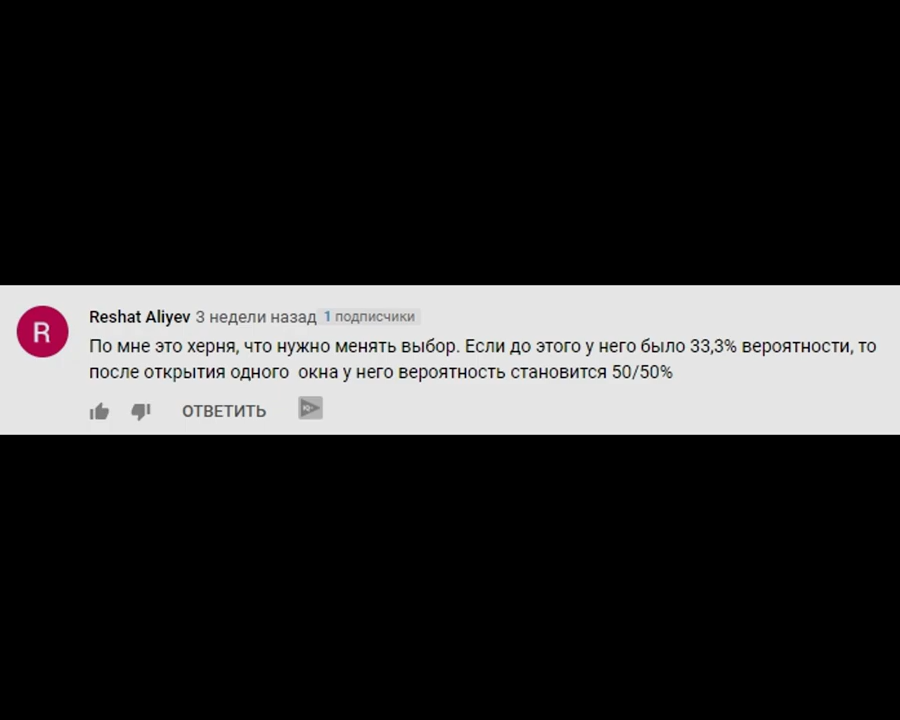 R
Reshat Aliyev 3 недели назад 1 подписчики
По мне это херня, что нужно менять выбор. Если до этого у него было 33,3% вероятности, то
после открытия одного окна у него вероятность становится 50/50%
ОТВЕТИТЬ